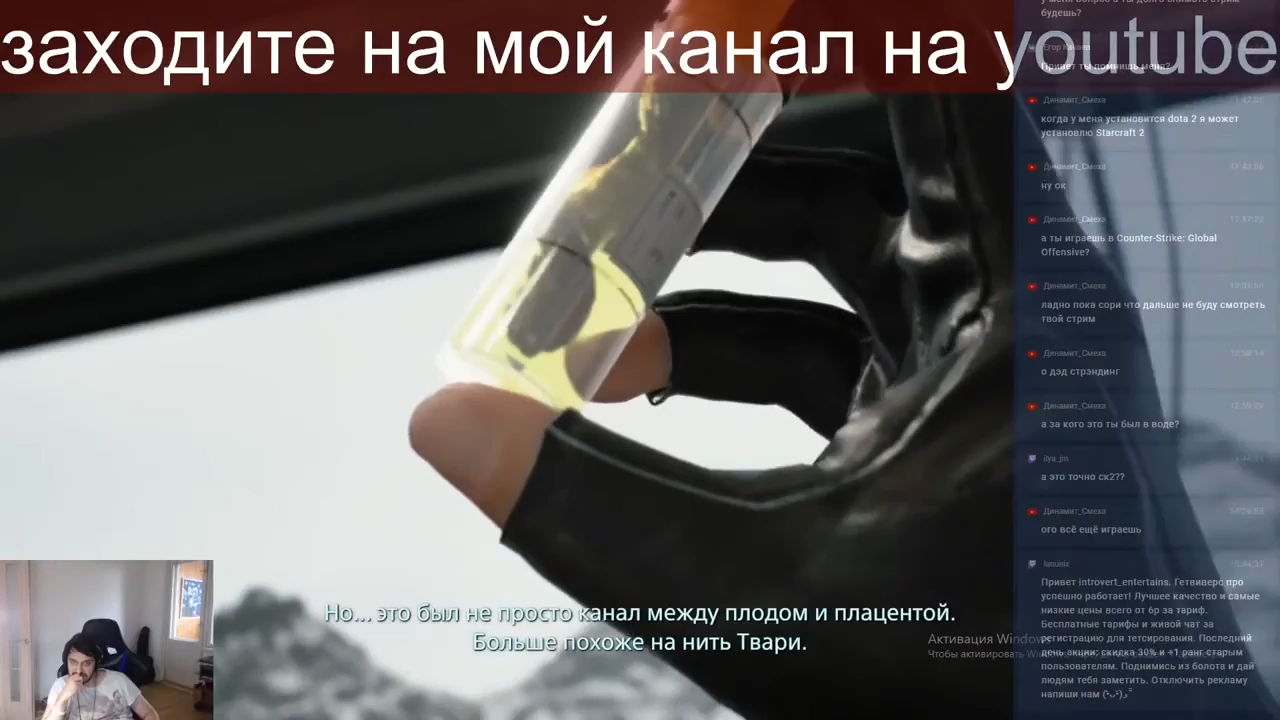 заходите на мой канал на youtube
будешь?
Егор Качаев
Привет ты помнишь меня?
Динамит_Смеха
когда у меня установится dota 2 я может
установлю Starcraft 2
Динамит_Смеха
ну ок
Динамит_Смеха
а ты играешь в Counter-Strike: Global
Offensive?
Динамит_Смеха
ладно пока сори что дальше не буду смотреть
твой стрим
Динамит_Смеха
о дэд стрэндинг
Динамит_Смеха
а за кого это ты был в воде?
ilya_jm
а это точно ск2??
Динамит_Смеха
ого всё ещё играешь
Привет introvert_entertains. Гетвиверс про
успешно работает! Лучшее качество и самые
низкие цены всего от 6р за тариф.
Бесплатные тарифы и живой чат за
регистрацию для тетсирования. Последний
день акции: скидка 30% и +1 ранг старым
пользователям. Поднимись из болота и дай
людям тебя заметить. Отключить рекламу
напиши нам
Но... это был не просто канал между плодом и плацентой.
Больше похоже на нить Твари.
Активация Windows
Чтобы активировать